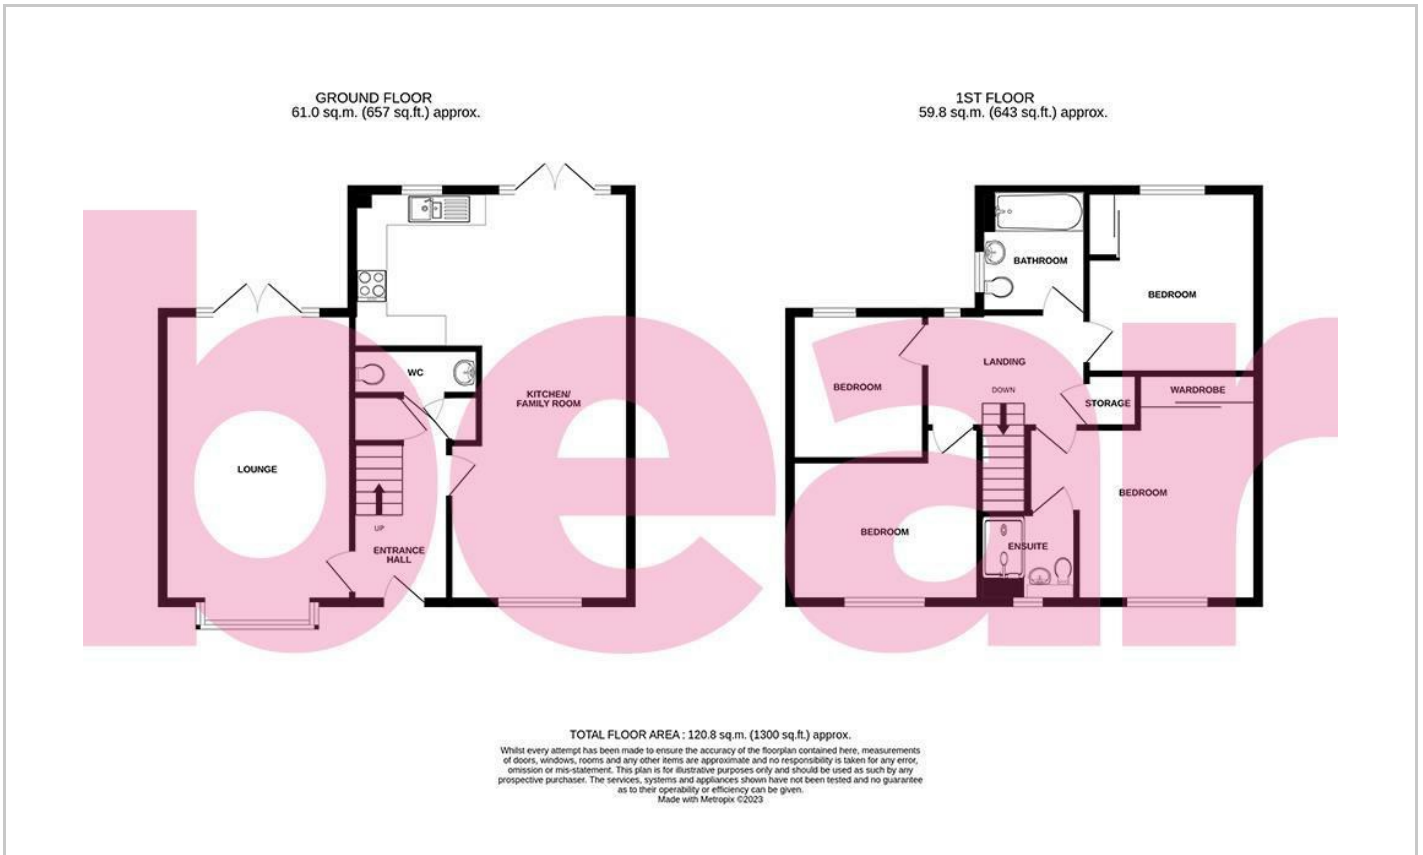 GROUND FLOOR
61.0 sq.m. (657 sq.ft.) approx.
1ST FLOOR
59.8 sq.m. (643 sq.ft.) approx.
WC
KITCHEN/
FAMILY ROOM
LOUNGE
UP
ENTRANCE
HALL
BATHROOM
BEDROOM
LANDING
BEDROOM
DOWN
STORAGE
WARDROBE
BEDROOM
BEDROOM
ENSUITE
bear
TOTAL FLOOR AREA : 120.8 sq.m. (1300 sq.ft.) approx.
Whilst every attempt has been made to ensure the accuracy of the floorplan contained here, measurements
of doors, windows, rooms and any other items are approximate and no responsibility is taken for any error,
omission or mis-statement. This plan is for illustrative purposes only and should be used as such by any
prospective purchaser. The services, systems and appliances shown have not been tested and no guarantee
as to their operability or efficiency can be given.
Made with Metropix ©2023